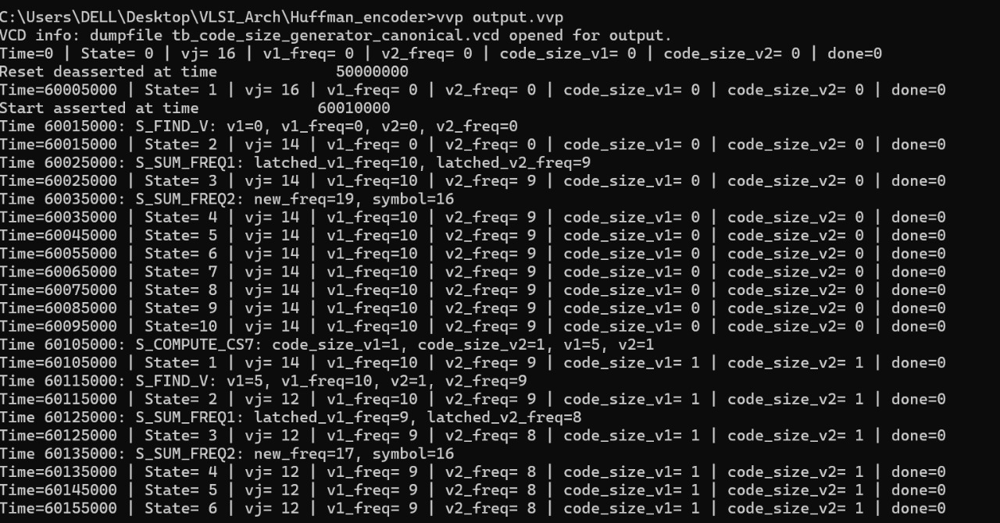 C:\Users\DELL\Desktop\VLSI_Arch\Huffman_encoder>vvp output.vvp
VCD info: dumpfile tb_code_size_generator_canonical.vcd opened for output.
Time=0 | State= 0 | vj= 16 | v1_freq= 0 | v2_freq= 0 | code_size_v1= 0 | code_size_v2= 0 | done=0
Reset deasserted at time             50000000
Time=60005000 | State= 1 | vj= 16 | v1_freq= 0 | v2_freq= 0 | code_size_v1= 0 | code_size_v2= 0 | done=0
Start asserted at time             60010000
Time 60015000: S_FIND_V: v1=0, v1_freq=0, v2=0, v2_freq=0
Time=60015000 | State= 2 | vj= 14 | v1_freq= 0 | v2_freq= 0 | code_size_v1= 0 | code_size_v2= 0 | done=0
Time 60025000: S_SUM_FREQ1: latched_v1_freq=10, latched_v2_freq=9
Time=60025000 | State= 3 | vj= 14 | v1_freq=10 | v2_freq= 9 | code_size_v1= 0 | code_size_v2= 0 | done=0
Time 60035000: S_SUM_FREQ2: new_freq=19, symbol=16
Time=60035000 | State= 4 | vj= 14 | v1_freq=10 | v2_freq= 9 | code_size_v1= 0 | code_size_v2= 0 | done=0
Time=60045000 | State= 5 | vj= 14 | v1_freq=10 | v2_freq= 9 | code_size_v1= 0 | code_size_v2= 0 | done=0
Time=60055000 | State= 6 | vj= 14 | v1_freq=10 | v2_freq= 9 | code_size_v1= 0 | code_size_v2= 0 | done=0
Time=60065000 | State= 7 | vj= 14 | v1_freq=10 | v2_freq= 9 | code_size_v1= 0 | code_size_v2= 0 | done=0
Time=60075000 | State= 8 | vj= 14 | v1_freq=10 | v2_freq= 9 | code_size_v1= 0 | code_size_v2= 0 | done=0
Time=60085000 | State= 9 | vj= 14 | v1_freq=10 | v2_freq= 9 | code_size_v1= 0 | code_size_v2= 0 | done=0
Time=60095000 | State=10 | vj= 14 | v1_freq=10 | v2_freq= 9 | code_size_v1= 0 | code_size_v2= 0 | done=0
Time 60105000: S_COMPUTE_CS7: code_size_v1=1, code_size_v2=1, v1=5, v2=1
Time=60105000 | State= 1 | vj= 14 | v1_freq=10 | v2_freq= 9 | code_size_v1= 1 | code_size_v2= 1 | done=0
Time 60115000: S_FIND_V: v1=5, v1_freq=10, v2=1, v2_freq=9
Time=60115000 | State= 2 | vj= 12 | v1_freq=10 | v2_freq= 9 | code_size_v1= 1 | code_size_v2= 1 | done=0
Time 60125000: S_SUM_FREQ1: latched_v1_freq=9, latched_v2_freq=8
Time=60125000 | State= 3 | vj= 12 | v1_freq= 9 | v2_freq= 8 | code_size_v1= 1 | code_size_v2= 1 | done=0
Time 60135000: S_SUM_FREQ2: new_freq=17, symbol=16
Time=60135000 | State= 4 | vj= 12 | v1_freq= 9 | v2_freq= 8 | code_size_v1= 1 | code_size_v2= 1 | done=0
Time=60145000 | State= 5 | vj= 12 | v1_freq= 9 | v2_freq= 8 | code_size_v1= 1 | code_size_v2= 1 | done=0
Time=60155000 | State= 6 | vj= 12 | v1_freq= 9 | v2_freq= 8 | code_size_v1= 1 | code_size_v2= 1 | done=0